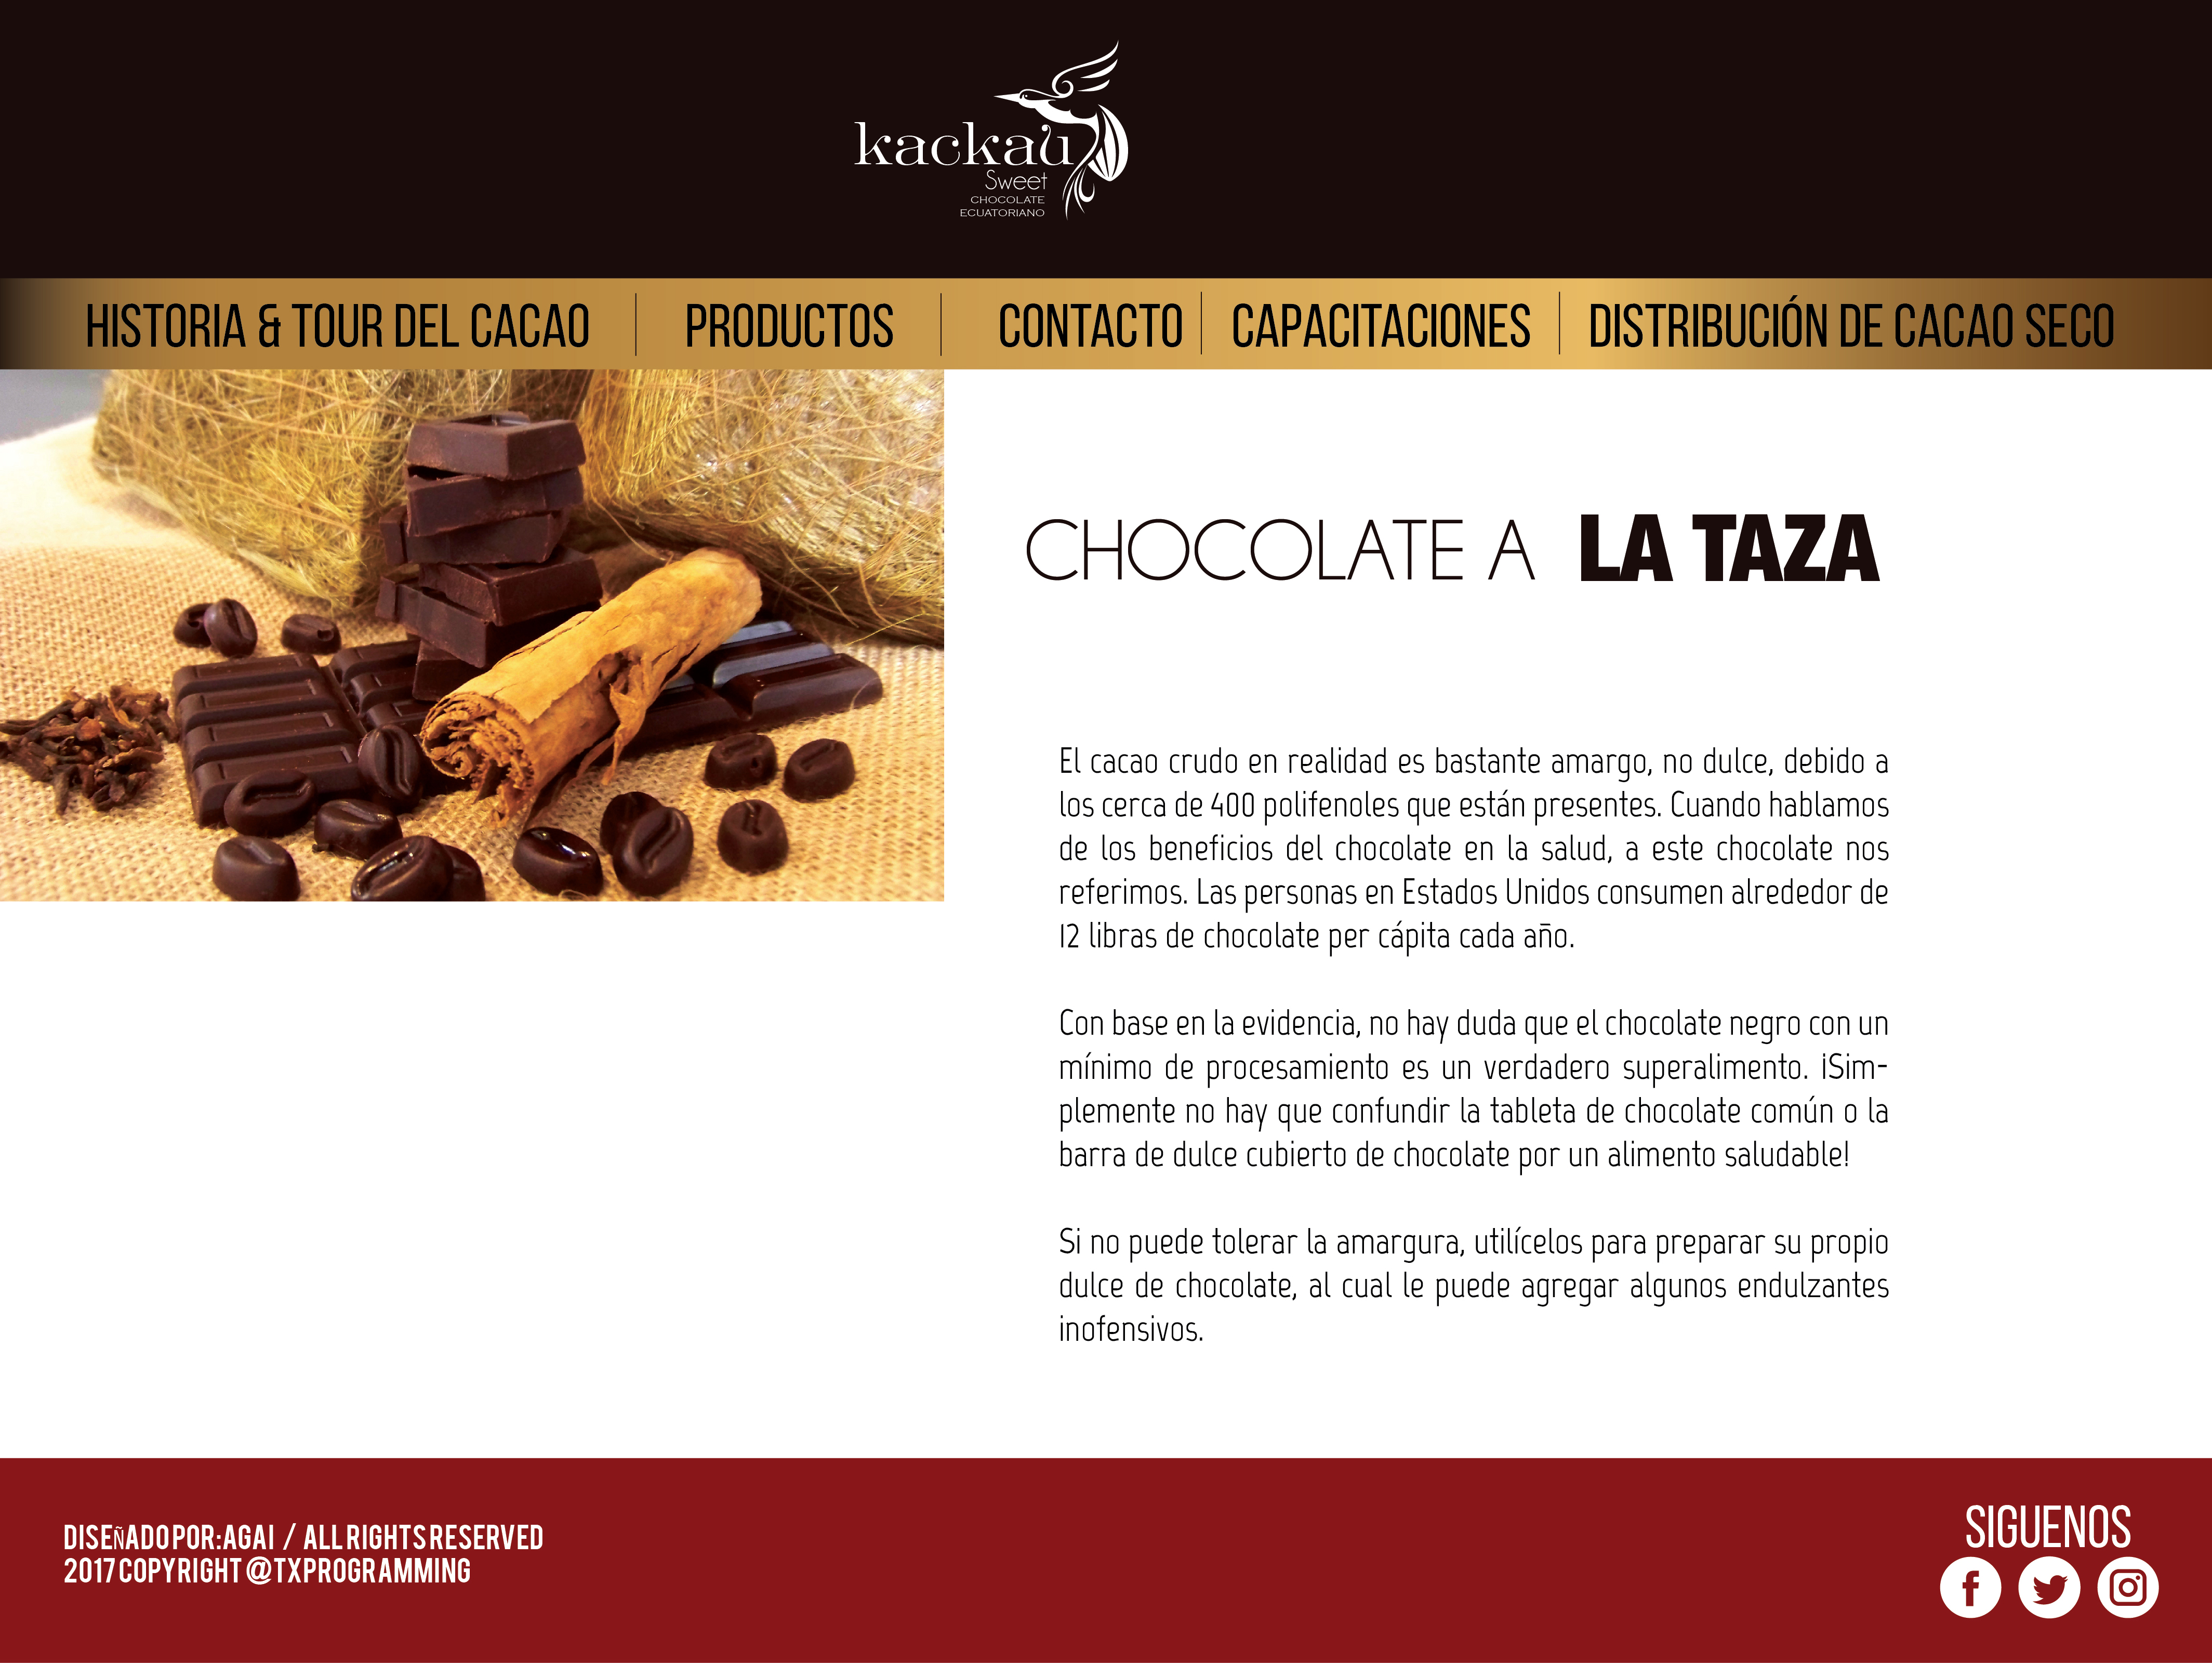 kackau
Sweet
CHOCOLATE
ECUATORIANO
HISTORIA & TOUR DEL CACAO
PRODUCTOS
CONTACTO
CAPACITACIONES
DISTRIBUCIÓN DE CACAO SECO
CHOCOLATE A LA TAZA
El cacao crudo en realidad es bastante amargo, no dulce, debido a
los cerca de 400 polifenoles que están presentes. Cuando hablamos
de los beneficios del chocolate en la salud, a este chocolate nos
referimos. Las personas en Estados Unidos consumen alrededor de
12 libras de chocolate per cápita cada año.
Con base en la evidencia, no hay duda que el chocolate negro con un
mínimo de procesamiento es un verdadero superalimento. ¡Sim-
plemente no hay que confundir la tableta de chocolate común o la
barra de dulce cubierto de chocolate por un alimento saludable!
Si no puede tolerar la amargura, utilícelos para preparar su propio
dulce de chocolate, al cual le puede agregar algunos endulzantes
inofensivos.
DISEÑADO POR: AGAI / ALL RIGHTS RESERVED
2017 COPYRIGHT @TXPROGRAMMING
SIGUENOS